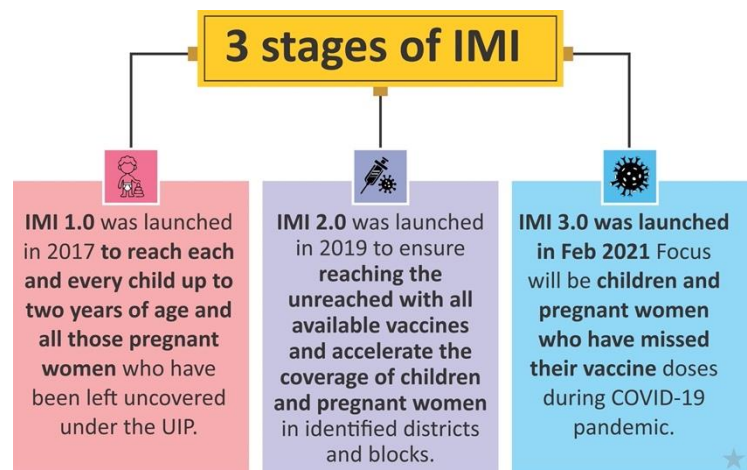 3 stages of IMI
IMI 1.0 was launched
in 2017 to reach each
and every child up to
two years of age and
all those pregnant
women who have
been left uncovered
under the UIP.
IMI 2.0 was launched
in 2019 to ensure
reaching the
unreached with all
available vaccines
and accelerate the
coverage of children
and pregnant women
in identified districts
and blocks.
IMI 3.0 was launched
in Feb 2021 Focus
will be children and
pregnant women
who have missed
their vaccine doses
during COVID-19
pandemic.